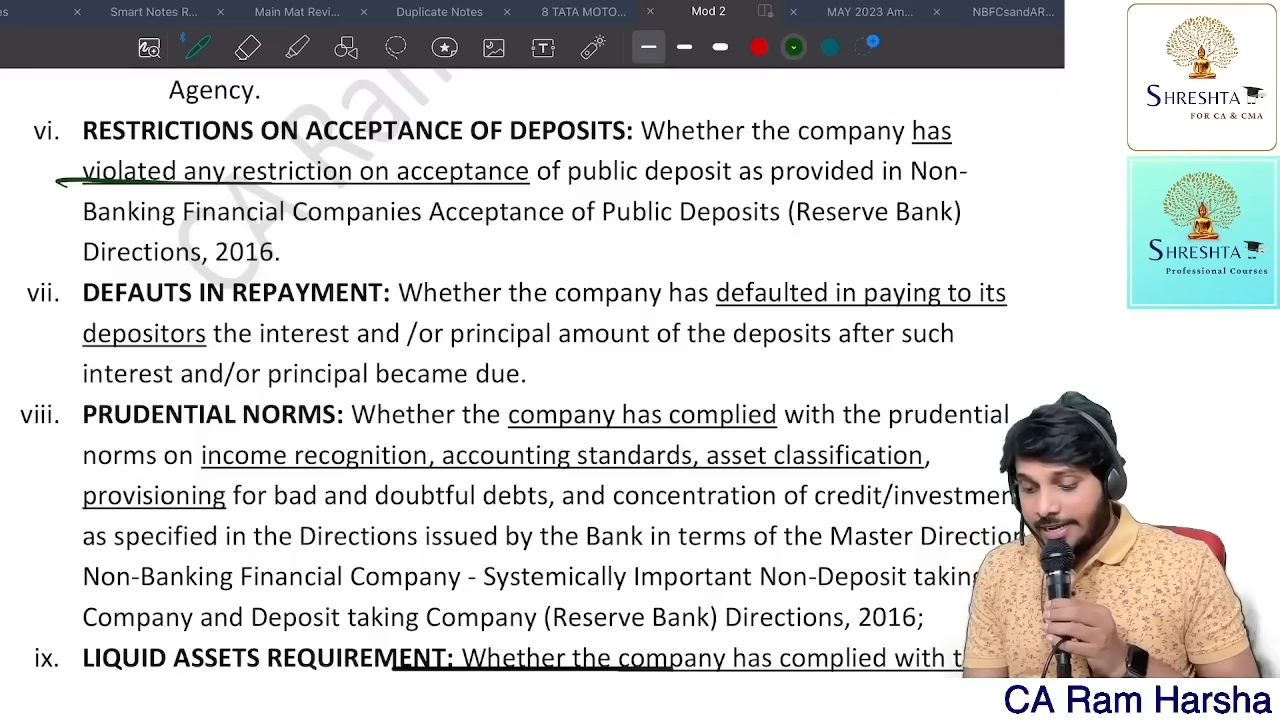 es
Smart Notes R...
Main Mat Revi...
Duplicate Notes
8 TATA MOTO...
Mod 2
MAY 2023 Am...
NBFCsandAR...
SHRESHTA
FOR CA & CMA
SHRESHTA
Professional Courses
CA Ram
Agency.
vi. RESTRICTIONS ON ACCEPTANCE OF DEPOSITS: Whether the company has
violated any restriction on acceptance of public deposit as provided in Non-
Banking Financial Companies Acceptance of Public Deposits (Reserve Bank)
Directions, 2016.
vii. DEFAUTS IN REPAYMENT: Whether the company has defaulted in paying to its
depositors the interest and /or principal amount of the deposits after such
interest and/or principal became due.
viii. PRUDENTIAL NORMS: Whether the company has complied with the prudential
norms on income recognition, accounting standards, asset classification,
provisioning for bad and doubtful debts, and concentration of credit/investmen
as specified in the Directions issued by the Bank in terms of the Master Direction
Non-Banking Financial Company - Systemically Important Non-Deposit taking
Company and Deposit taking Company (Reserve Bank) Directions, 2016;
ix. LIQUID ASSETS REQUIREMENT: Whether the company has complied with t
CA Ram Harsha